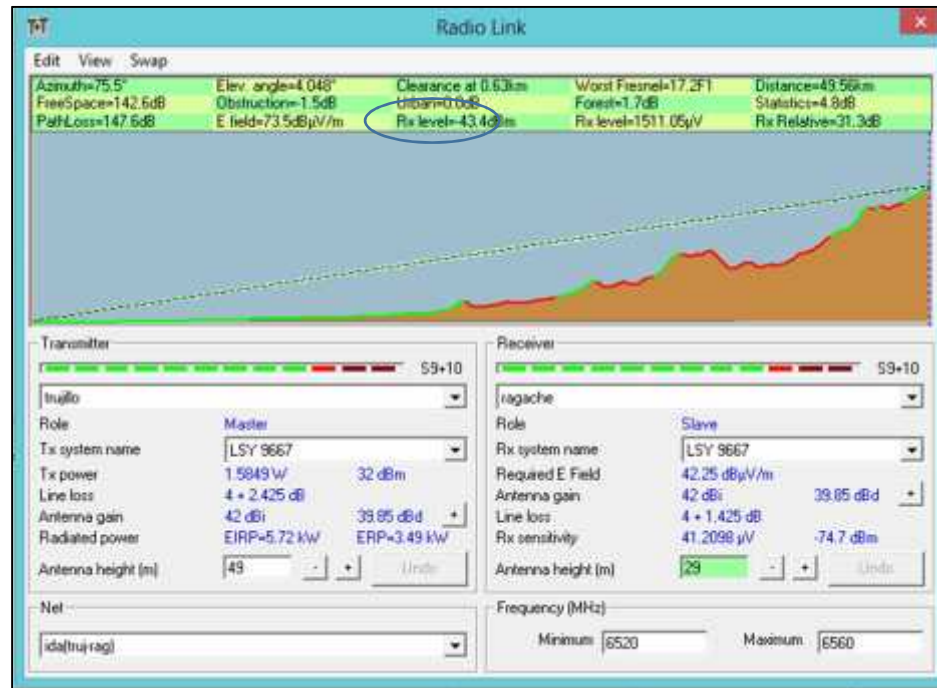 Radio Link
Edit View Swap
Azimuth=75.5° Elev. angle=4.048° Clearance at 0.63km Worst Fresnel=17.2F1 Distance=49.56km
FreeSpace=142.6dB Obstruction=-1.5dB Urban=0.0dB Forest=1.7dB Statistics=4.8dB
PathLoss=147.6dB E field=73.5dBµV/m Rx level=-43.4dBm Rx level=1511.05µV Rx Relative=31.3dB
Transmitter
S9+10
trujillo
Role Master
Tx system name LSY 9667
Tx power 1.5849 W 32 dBm
Line loss 4 + 2.425 dB
Antenna gain 42 dBi 39.85 dBd +
Radiated power EIRP=5.72 kW ERP=3.49 kW
Antenna height (m) 49 - + Undo
Net
ida(truj-rag)
Receiver
S9+10
ragache
Role Slave
Rx system name LSY 9667
Required E Field 42.25 dBµV/m
Antenna gain 42 dBi 39.85 dBd +
Line loss 4 + 1.425 dB
Rx sensitivity 41.2098 µV -74.7 dBm
Antenna height (m) 29 - + Undo
Frequency (MHz)
Minimum 6520 Maximum 6560